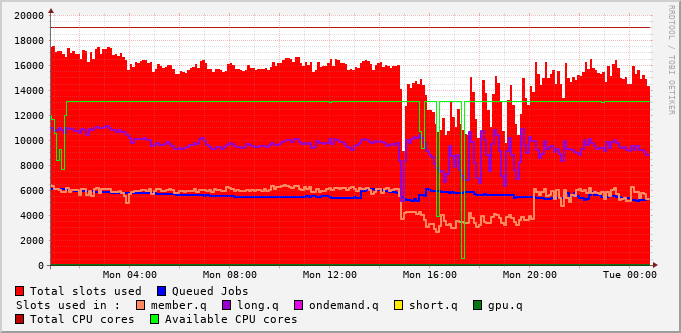 20000
18000
16000
14000
12000
10000
8000
6000
4000
2000
0
Mon 04:00 Mon 08:00 Mon 12:00 Mon 16:00 Mon 20:00 Tue 00:00
Total slots used Queued Jobs
Slots used in : member.q long.q ondemand.q short.q gpu.q
Total CPU cores Available CPU cores
RRDTOOL / TOBI OETIKER